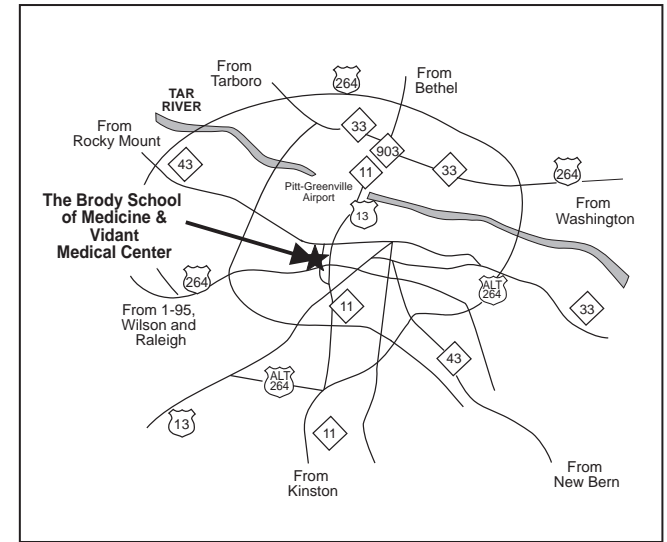 From
Tarboro
264
From
Bethel
TAR
RIVER
From
Rocky Mount
33
903
43
11
33
264
Pitt-Greenville
Airport
13
From
Washington
The Brody School
of Medicine &
Vidant
Medical Center
264
ALT
264
From 1-95,
Wilson and
Raleigh
11
33
43
ALT
264
13
11
From
Kinston
From
New Bern